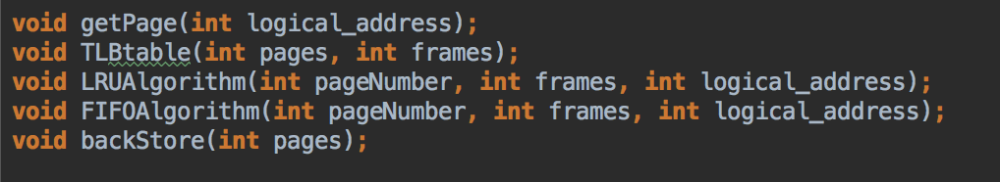 void getPage(int logical_address);
void TLBtable(int pages, int frames);
void LRUAlgorithm(int pageNumber, int frames, int logical_address);
void FIFOAlgorithm(int pageNumber, int frames, int logical_address);
void backStore(int pages);